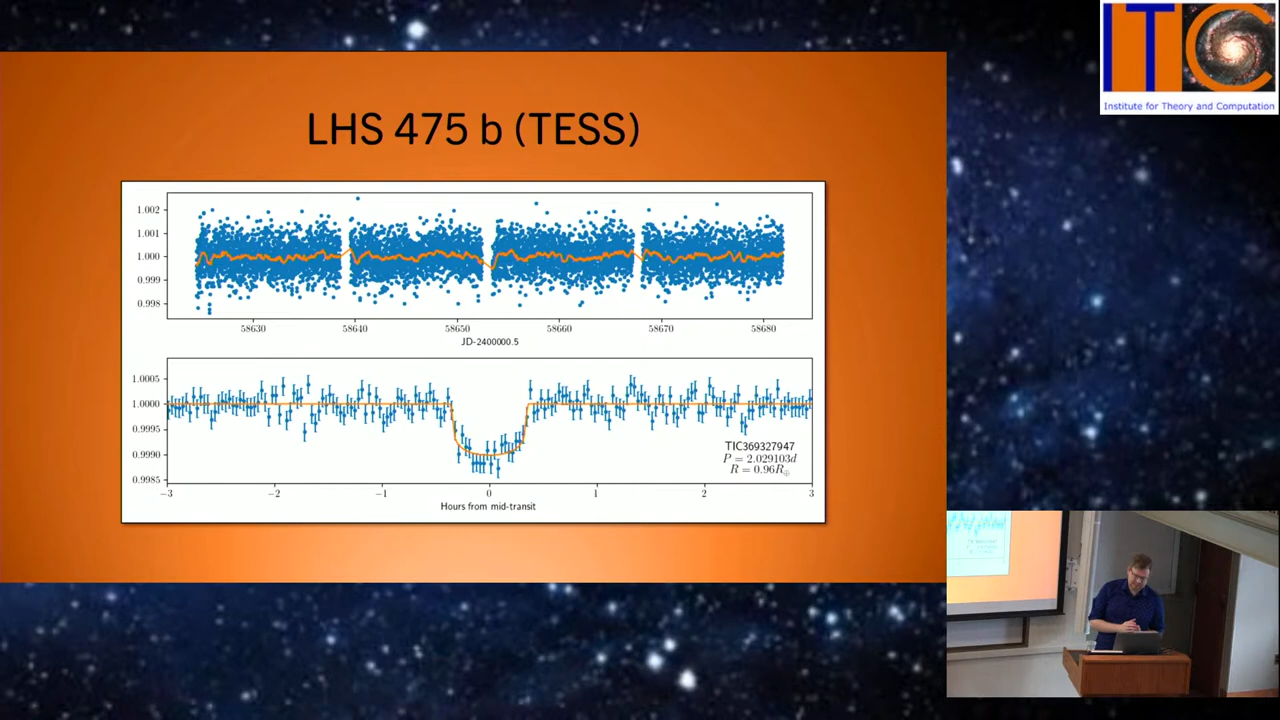 ITC
Institute for Theory and Computation
LHS 475 b (TESS)
1.002
1.001
1.000
0.999
0.998
58630 58640 58650 58660 58670 58680
JD-2400000.5
1.0005
1.0000
0.9995
0.9990
0.9985
TIC369327947
P = 2.029103d
R = 0.96R⊕
−3 −2 −1 0 1 2 3
Hours from mid-transit